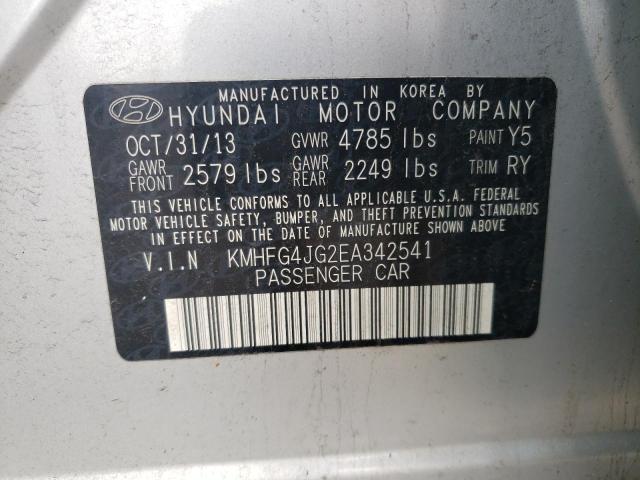 MANUFACTURED IN KOREA BY
HYUNDAI MOTOR COMPANY
OCT/31/13 GVWR 4785 lbs PAINT Y5
GAWR FRONT 2579 lbs GAWR REAR 2249 lbs TRIM RY
THIS VEHICLE CONFORMS TO ALL APPLICABLE U.S.A. FEDERAL
MOTOR VEHICLE SAFETY, BUMPER, AND THEFT PREVENTION STANDARDS
IN EFFECT ON THE DATE OF MANUFACTURE SHOWN ABOVE.
V.I.N KMHFG4JG2EA342541
PASSENGER CAR